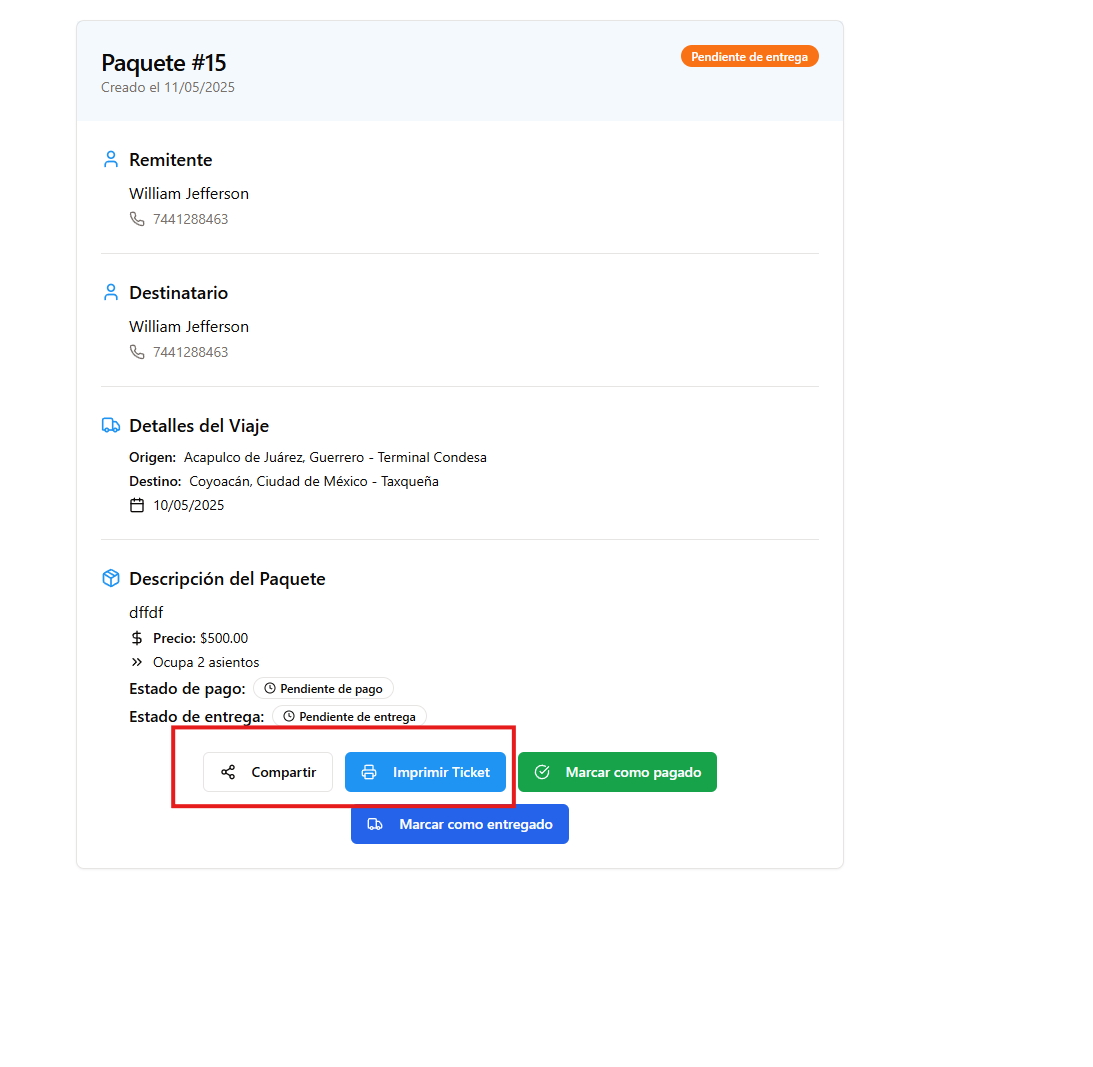 Paquete #15
Pendiente de entrega
Creado el 11/05/2025
Remitente
William Jefferson
7441288463
Destinatario
William Jefferson
7441288463
Detalles del Viaje
Origen: Acapulco de Juárez, Guerrero - Terminal Condesa
Destino: Coyoacán, Ciudad de México - Taxqueña
10/05/2025
Descripción del Paquete
dffdf
Precio: $500.00
Ocupa 2 asientos
Estado de pago: Pendiente de pago
Estado de entrega: Pendiente de entrega
Compartir Imprimir Ticket Marcar como pagado
Marcar como entregado